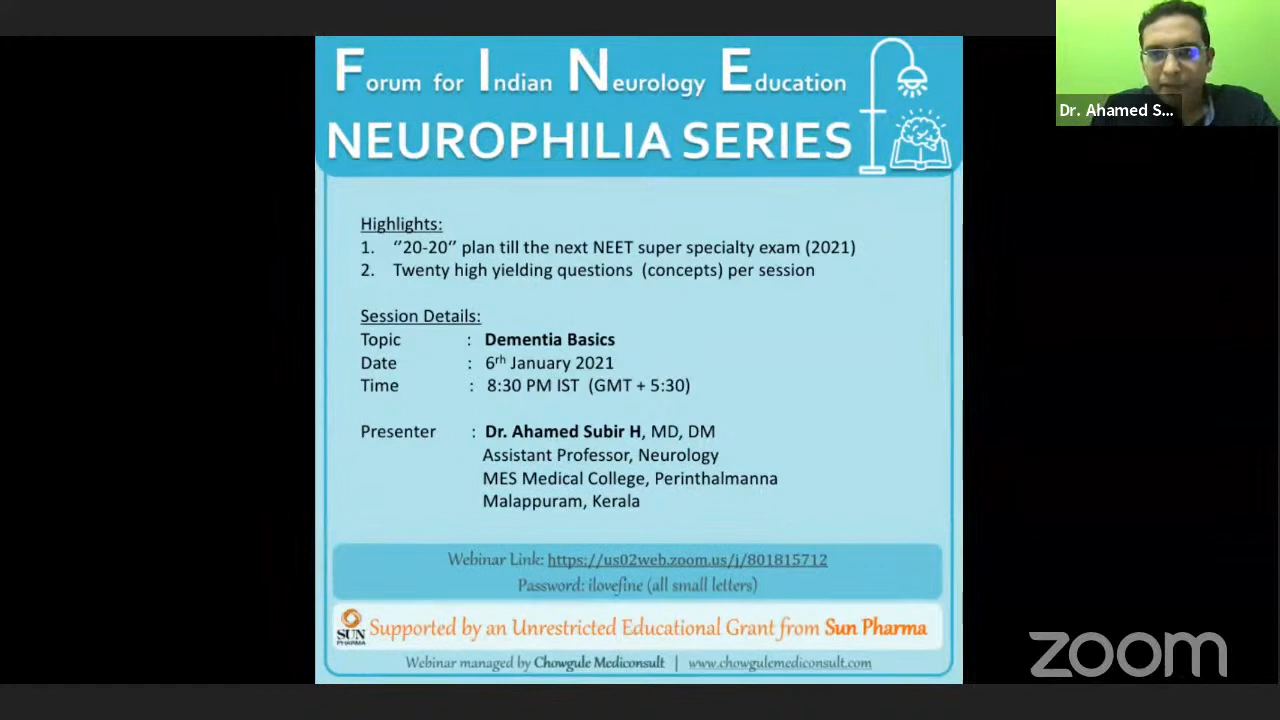 Forum for Indian Neurology Education
NEUROPHILIA SERIES
Dr. Ahamed S...
Highlights:
1. ‘’20-20‘’ plan till the next NEET super specialty exam (2021)
2. Twenty high yielding questions (concepts) per session
Session Details:
Topic : Dementia Basics
Date : 6rh January 2021
Time : 8:30 PM IST (GMT + 5:30)
Presenter : Dr. Ahamed Subir H, MD, DM
Assistant Professor, Neurology
MES Medical College, Perinthalmanna
Malappuram, Kerala
Webinar Link: https://us02web.zoom.us/j/801815712
Password: ilovefine (all small letters)
SUN PHARMA Supported by an Unrestricted Educational Grant from Sun Pharma
Webinar managed by Chowgule Mediconsult | www.chowgulemediconsult.com
zoom